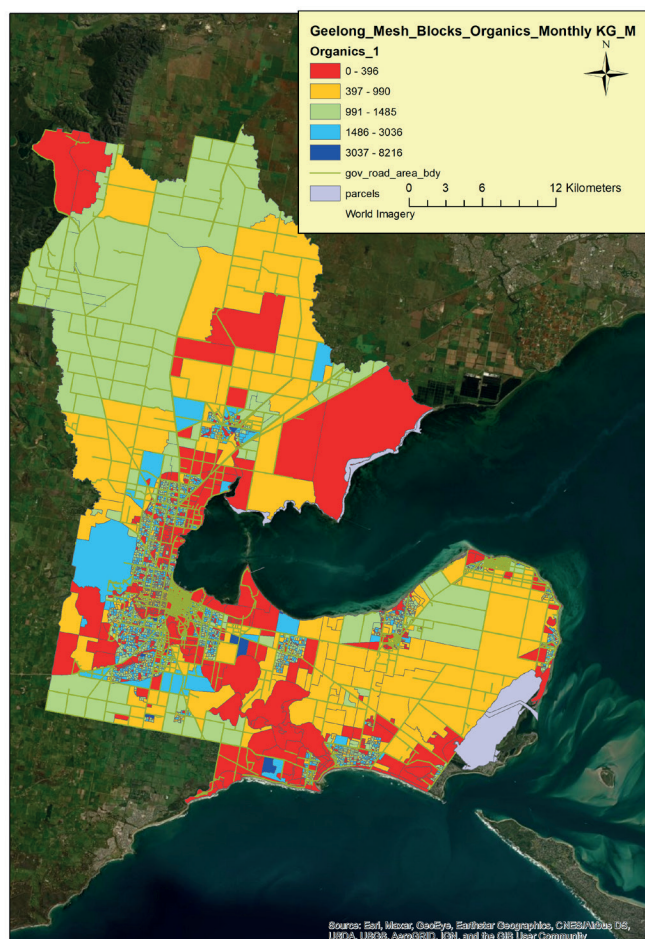 Geelong_Mesh_Blocks_Organics_Monthly KG_M
Organics_1
N
0 - 396
397 - 990
991 - 1485
1486 - 3036
3037 - 8216
gov_road_area_bdy
parcels
0 3 6 12 Kilometers
World Imagery
Source: Esri, Maxar, GeoEye, Earthstar Geographics, CNES/Airbus DS,
USDA, USGS, AeroGRID, IGN, and the GIS User Community